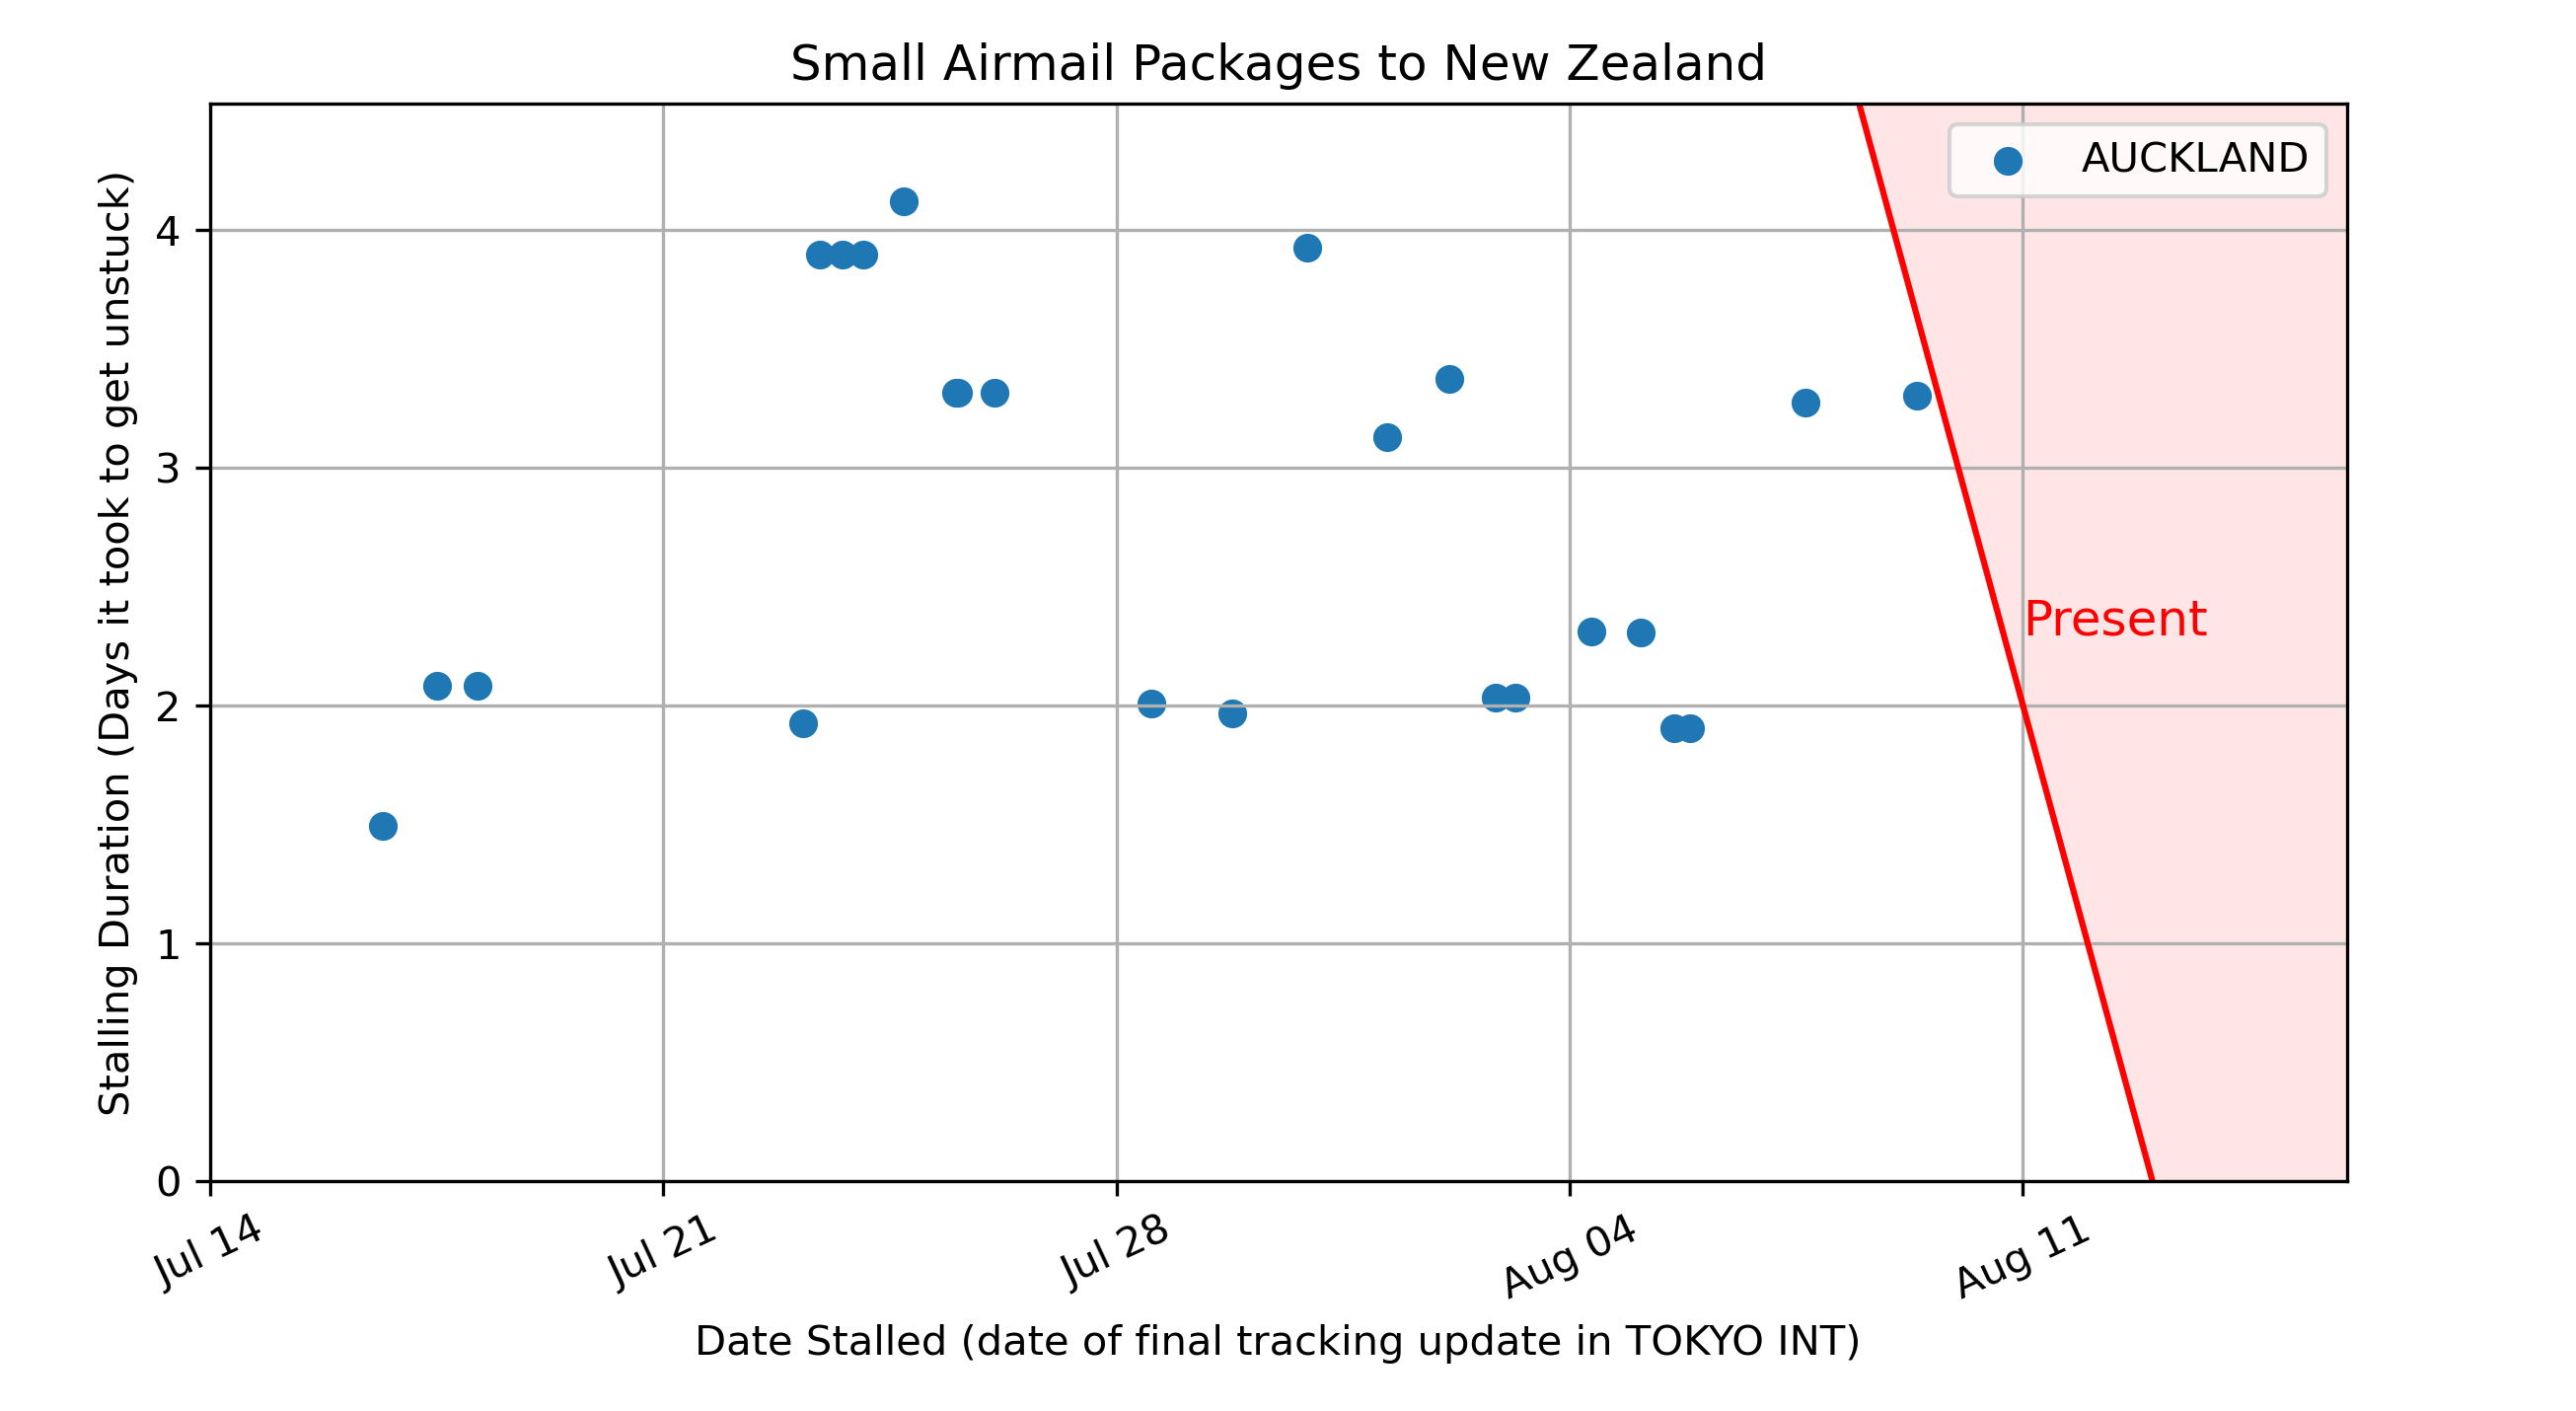 Small Airmail Packages to New Zealand
AUCKLAND
Present
Stalling Duration (Days it took to get unstuck)
4
3
2
1
0
Jul 14
Jul 21
Jul 28
Aug 04
Aug 11
Date Stalled (date of final tracking update in TOKYO INT)